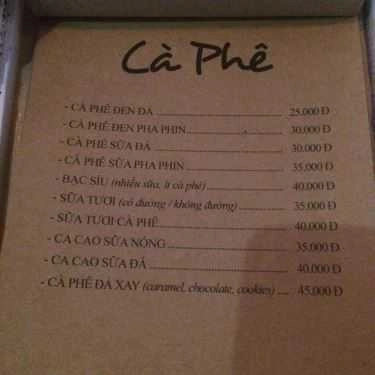 Cà Phê
- CÀ PHÊ ĐEN ĐÁ 25.000 Đ
- CÀ PHÊ ĐEN PHA PHIN 30.000 Đ
- CÀ PHÊ SỮA ĐÁ 30.000 Đ
- CÀ PHÊ SỮA PHA PHIN 35.000 Đ
- BẠC SÍU (nhiều sữa, ít cà phê) 40.000 Đ
- SỮA TƯƠI (có đường / không đường) 35.000 Đ
- SỮA TƯƠI CÀ PHÊ 40.000 Đ
- CA CAO SỮA NÓNG 35.000 Đ
- CA CAO SỮA ĐÁ 40.000 Đ
- CÀ PHÊ ĐÁ XAY (caramel, chocolate, cookies) 45.000 Đ